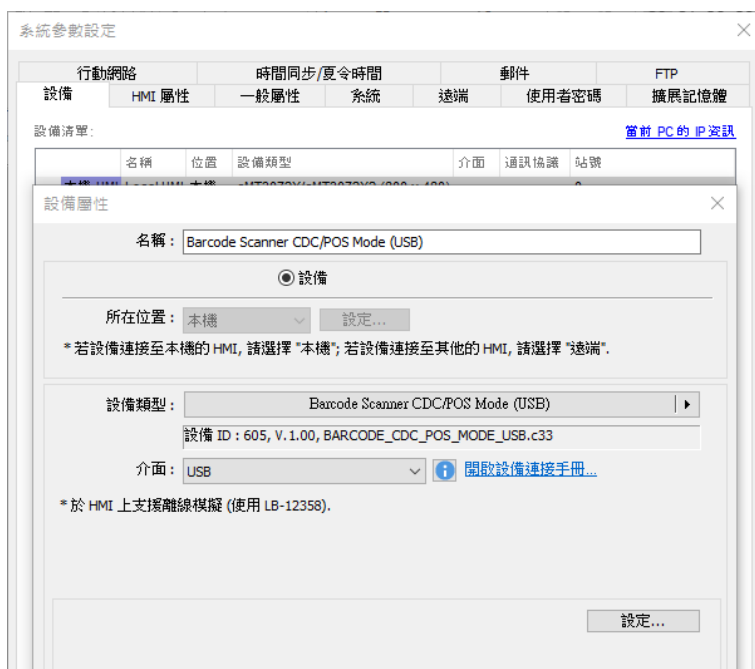 系統參數設定
行動網路 時間同步/夏令時間 郵件 FTP
設備 HMI 屬性 一般屬性 系統 遠端 使用者密碼 擴展記憶體
設備清單: 當前 PC 的 IP 資訊
名稱 位置 設備類型 介面 通訊協議 站號
設備屬性
名稱: Barcode Scanner CDC/POS Mode (USB)
設備
所在位置: 本機 設定...
* 若設備連接至本機的 HMI, 請選擇 "本機"; 若設備連接至其他的 HMI, 請選擇 "遠端".
設備類型: Barcode Scanner CDC/POS Mode (USB)
設備 ID : 605, V.1.00, BARCODE_CDC_POS_MODE_USB.c33
介面: USB 開啟設備連接手冊...
* 於 HMI 上支援離線模擬 (使用 LB-12358).
設定...